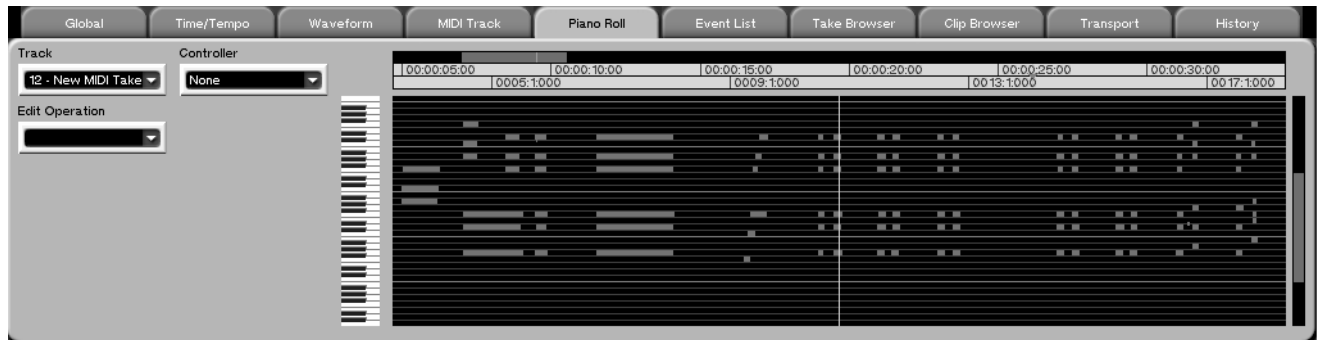 Global Time/Tempo Waveform MIDI Track Piano Roll Event List Take Browser Clip Browser Transport History
Track Controller
12 - New MIDI Take None
00:00:05:00 00:00:10:00 00:00:15:00 00:00:20:00 00:00:25:00 00:00:30:00
0005:1:000 0009:1:000 0013:1:000 0017:1:000
Edit Operation